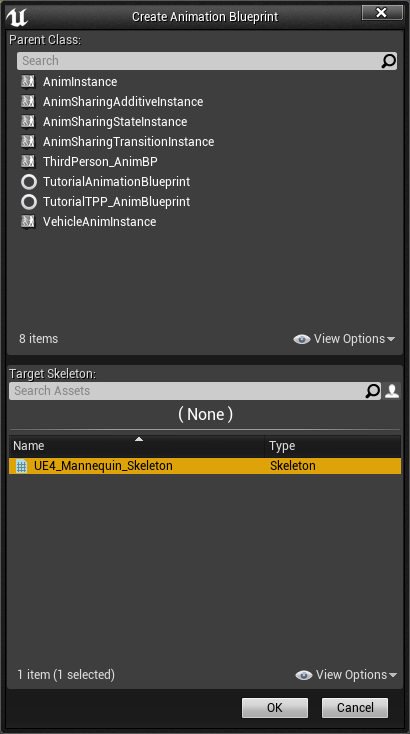 Create Animation Blueprint
Parent Class:
Search
AnimInstance
AnimSharingAdditiveInstance
AnimSharingStateInstance
AnimSharingTransitionInstance
ThirdPerson_AnimBP
TutorialAnimationBlueprint
TutorialTPP_AnimBlueprint
VehicleAnimInstance
8 items View Options
Target Skeleton:
Search Assets
( None )
Name Type
UE4_Mannequin_Skeleton Skeleton
1 item (1 selected) View Options
OK Cancel